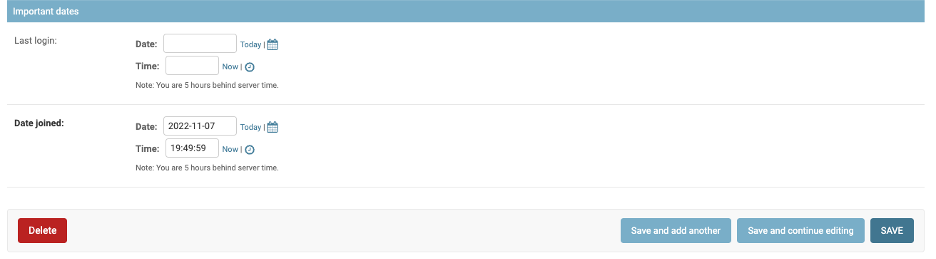 Important dates
Last login:
Date: Today |
Time: Now |
Note: You are 5 hours behind server time.
Date joined:
Date: 2022-11-07 Today |
Time: 19:49:59 Now |
Note: You are 5 hours behind server time.
Delete Save and add another Save and continue editing SAVE